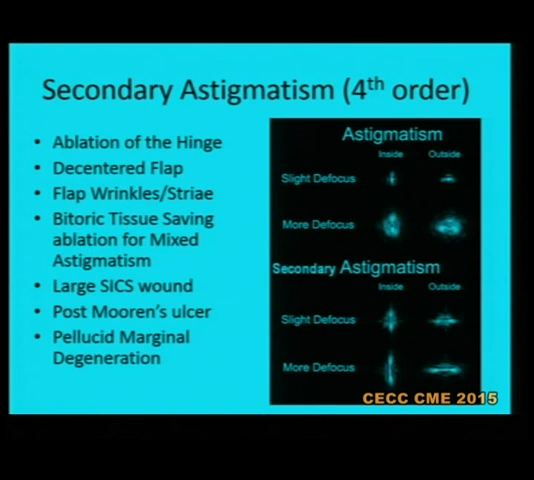 Secondary Astigmatism (4th order)
• Ablation of the Hinge
• Decentered Flap
• Flap Wrinkles/Striae
• Bitoric Tissue Saving
ablation for Mixed
Astigmatism
• Large SICS wound
• Post Mooren's ulcer
• Pellucid Marginal
Degeneration
Astigmatism
Inside Outside
Slight Defocus
More Defocus
Secondary Astigmatism
Inside Outside
Slight Defocus
More Defocus
CECC CME 2015